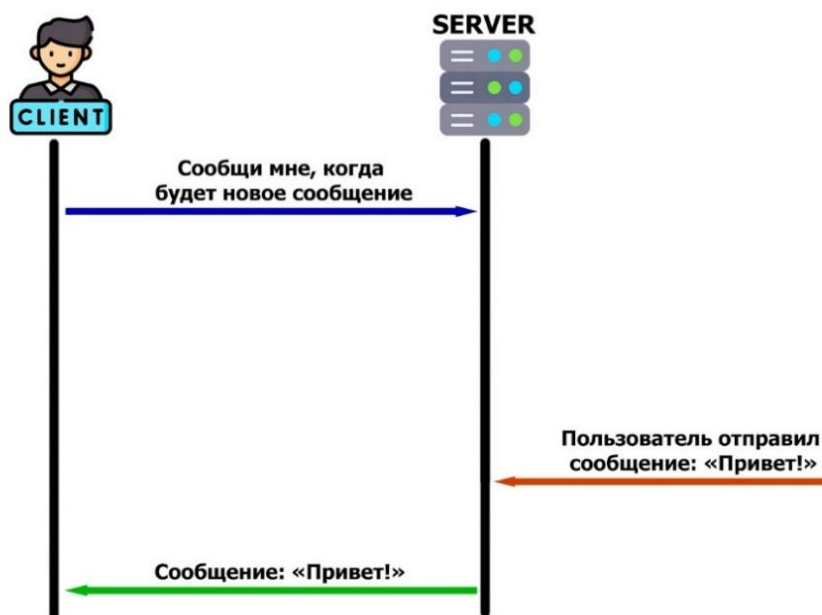 SERVER
CLIENT
Сообщи мне, когда
будет новое сообщение
Пользователь отправил
сообщение: «Привет!»
Сообщение: «Привет!»